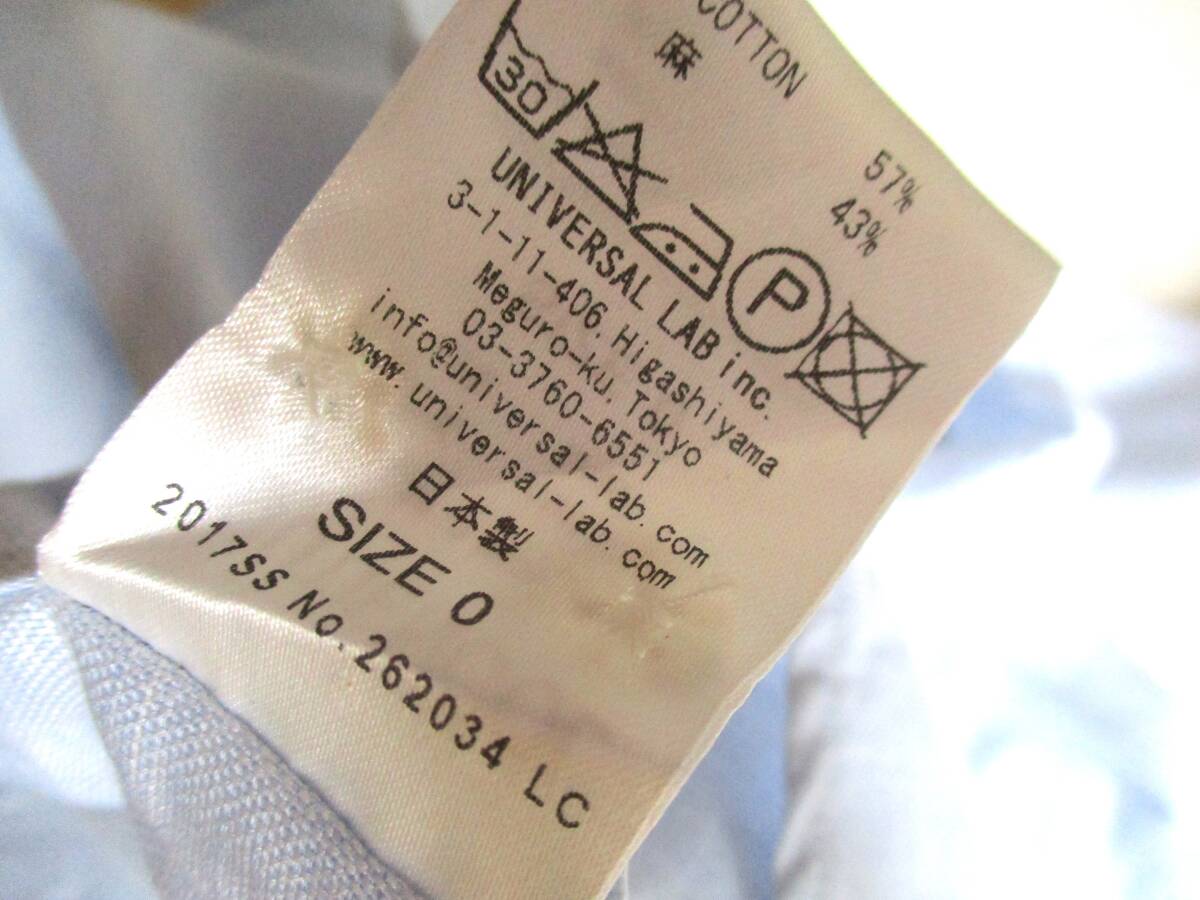 COTTON 57%
麻 43%
30
P
UNIVERSAL LAB inc.
3-1-11-406, Higashiyama
Meguro-ku, Tokyo
03-3760-6551
info@universal-lab.com
www.universal-lab.com
日本製
SIZE 0
2017SS No.262034 LC